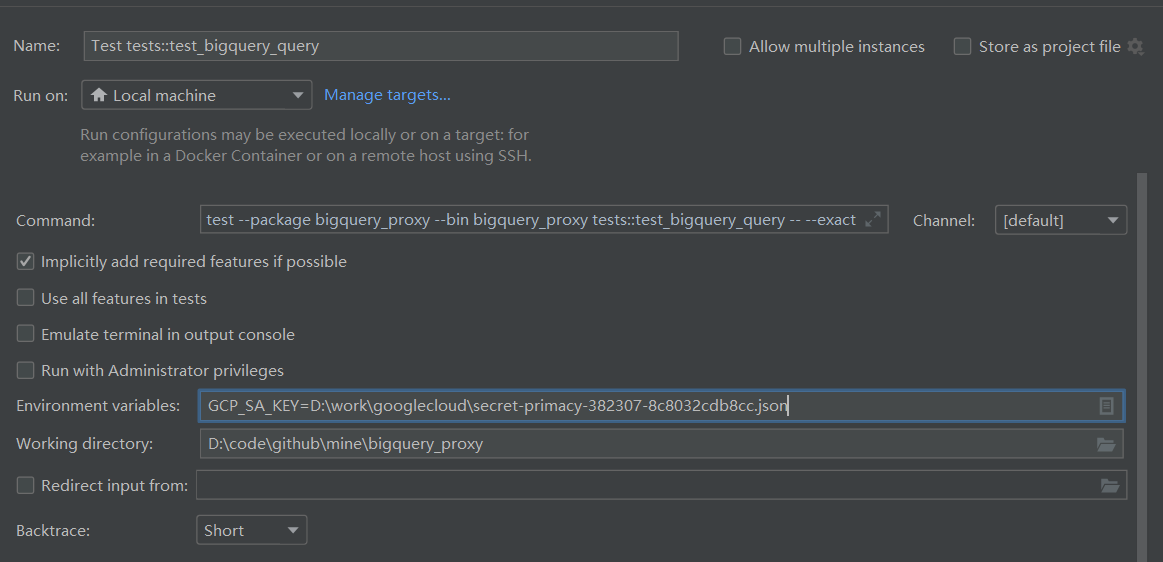 Name: Test tests::test_bigquery_query Allow multiple instances Store as project file
Run on: Local machine Manage targets...
Run configurations may be executed locally or on a target: for
example in a Docker Container or on a remote host using SSH.
Command: test --package bigquery_proxy --bin bigquery_proxy tests::test_bigquery_query -- --exact Channel: [default]
Implicitly add required features if possible
Use all features in tests
Emulate terminal in output console
Run with Administrator privileges
Environment variables: GCP_SA_KEY=D:\work\googlecloud\secret-primacy-382307-8c8032cdb8cc.json
Working directory: D:\code\github\mine\bigquery_proxy
Redirect input from:
Backtrace: Short